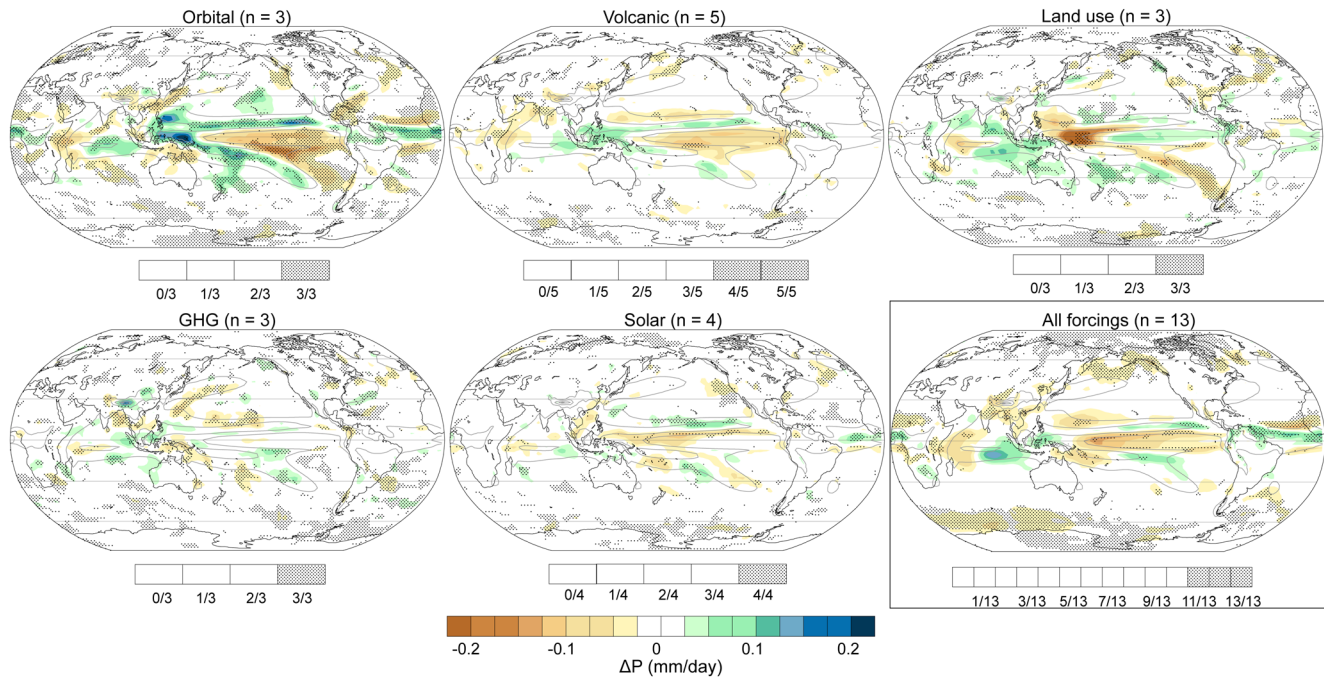 Orbital (n = 3)
Volcanic (n = 5)
Land use (n = 3)
0/3 1/3 2/3 3/3
0/5 1/5 2/5 3/5 4/5 5/5
0/3 1/3 2/3 3/3
GHG (n = 3)
Solar (n = 4)
All forcings (n = 13)
0/3 1/3 2/3 3/3
0/4 1/4 2/4 3/4 4/4
1/13 3/13 5/13 7/13 9/13 11/13 13/13
-0.2 -0.1 0 0.1 0.2
ΔP (mm/day)